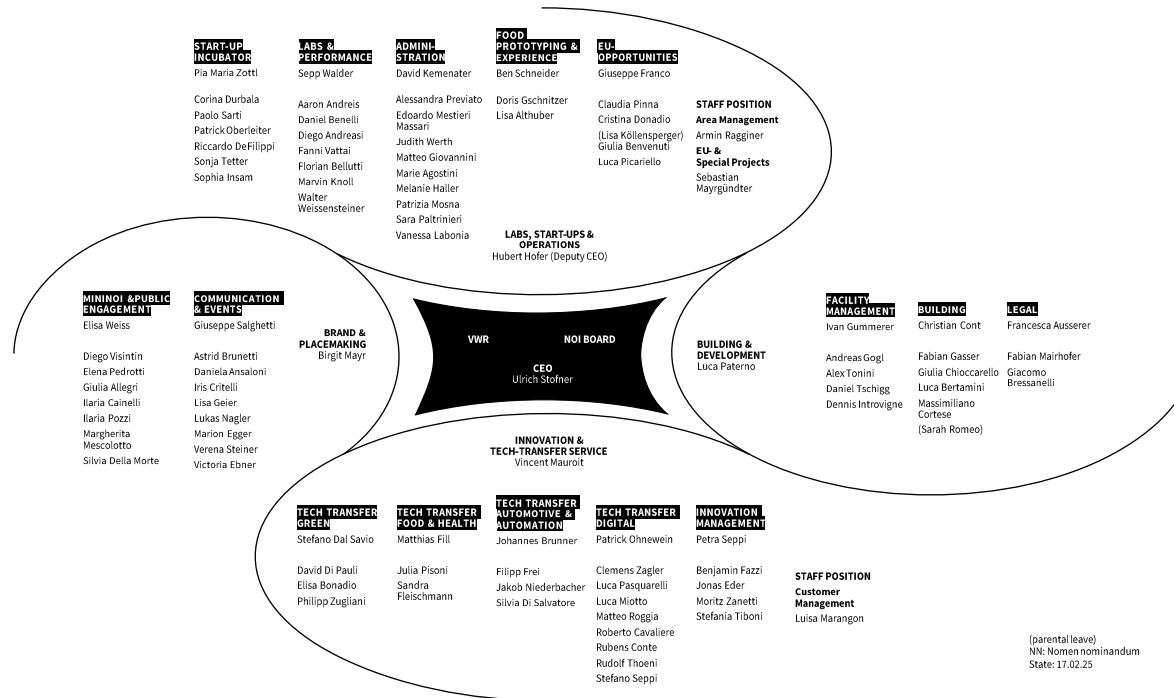 START-UP
INCUBATOR
Pia Maria Zottl
Corina Durbala
Paolo Sarti
Patrick Oberleiter
Riccardo DeFilippi
Sonja Tetter
Sophia Insam
LABS &
PERFORMANCE
Sepp Walder
Aaron Andreis
Daniel Benelli
Diego Andreasi
Fanni Vattai
Florian Bellutti
Marvin Knoll
Walter
Weissensteiner
ADMINI-
STRATION
David Kemenater
Alessandra Previato
Edoardo Mestieri
Massari
Judith Werth
Matteo Giovannini
Marie Agostini
Melanie Haller
Patrizia Mosna
Sara Paltrinieri
Vanessa Labonia
FOOD
PROTOTYPING &
EXPERIENCE
Ben Schneider
Doris Gschnitzer
Lisa Althuber
EU-
OPPORTUNITIES
Giuseppe Franco
Claudia Pinna
Cristina Donadio
(Lisa Köllensperger)
Giulia Benvenuti
Luca Picariello
STAFF POSITION
Area Management
Armin Ragginer
EU- &
Special Projects
Sebastian
Mayrgündter
LABS, START-UPS &
OPERATIONS
Hubert Hofer (Deputy CEO)
MININOI &PUBLIC
ENGAGEMENT
Elisa Weiss
Diego Visintin
Elena Pedrotti
Giulia Allegri
Ilaria Cainelli
Ilaria Pozzi
Margherita
Mescolotto
Silvia Della Morte
COMMUNICATION
& EVENTS
Giuseppe Salghetti
Astrid Brunetti
Daniela Ansaloni
Iris Critelli
Lisa Geier
Lukas Nagler
Marion Egger
Verena Steiner
Victoria Ebner
BRAND &
PLACEMAKING
Birgit Mayr
VWR
NOI BOARD
CEO
Ulrich Stofner
BUILDING &
DEVELOPMENT
Luca Paterno
FACILITY
MANAGEMENT
Ivan Gummerer
Andreas Gogl
Alex Tonini
Daniel Tschigg
Dennis Introvigne
BUILDING
Christian Cont
Fabian Gasser
Giulia Chioccarello
Luca Bertamini
Massimiliano
Cortese
(Sarah Romeo)
LEGAL
Francesca Ausserer
Fabian Mairhofer
Giacomo
Bressanelli
INNOVATION &
TECH-TRANSFER SERVICE
Vincent Mauroit
TECH TRANSFER
GREEN
Stefano Dal Savio
David Di Pauli
Elisa Bonadio
Philipp Zugliani
TECH TRANSFER
FOOD & HEALTH
Matthias Fill
Julia Pisoni
Sandra
Fleischmann
TECH TRANSFER
AUTOMOTIVE &
AUTOMATION
Johannes Brunner
Filipp Frei
Jakob Niederbacher
Silvia Di Salvatore
TECH TRANSFER
DIGITAL
Patrick Ohnewein
Clemens Zagler
Luca Pasquarelli
Luca Miotto
Matteo Roggia
Roberto Cavaliere
Rubens Conte
Rudolf Thoeni
Stefano Seppi
INNOVATION
MANAGEMENT
Petra Seppi
Benjamin Fazzi
Jonas Eder
Moritz Zanetti
Stefania Tiboni
STAFF POSITION
Customer
Management
Luisa Marangon
(parental leave)
NN: Nomen nominandum
State: 17.02.25